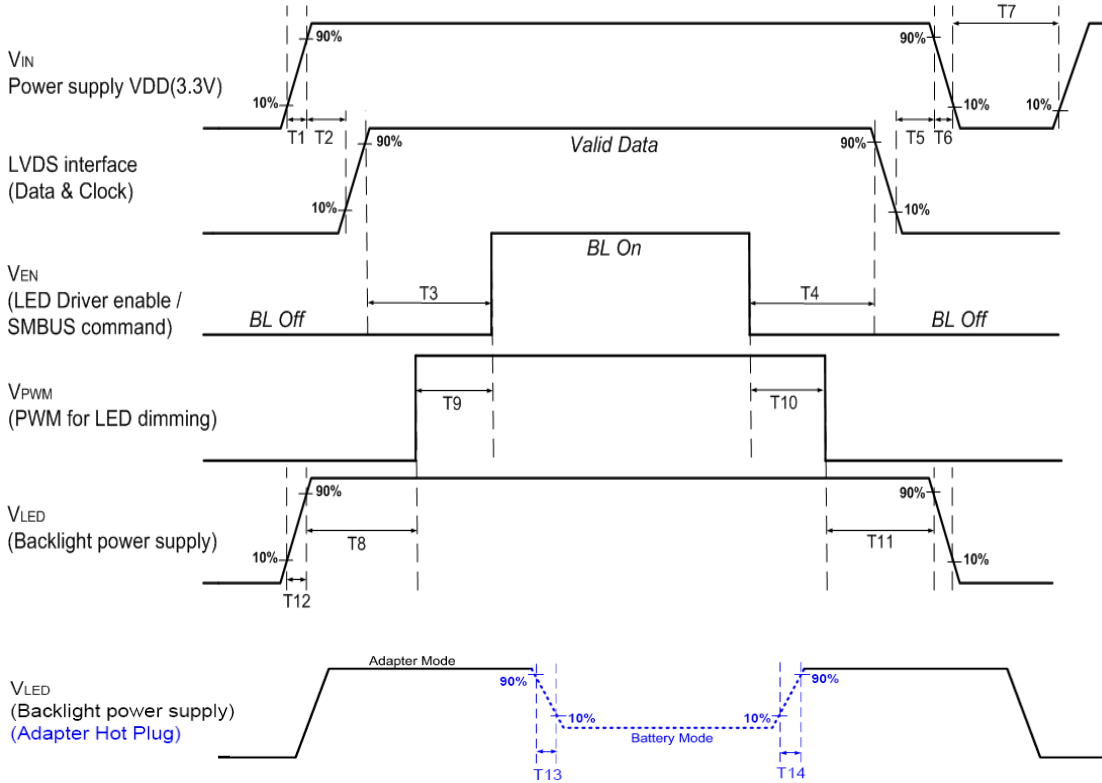 T7
VIN
Power supply VDD(3.3V)
90%
90%
10%
10%
10%
T1
T2
T5
T6
LVDS interface
(Data & Clock)
90%
Valid Data
90%
10%
10%
VEN
(LED Driver enable /
SMBUS command)
BL On
T3
T4
BL Off
BL Off
VPWM
(PWM for LED dimming)
T9
T10
VLED
(Backlight power supply)
90%
90%
T8
T11
10%
10%
T12
VLED
(Backlight power supply)
(Adapter Hot Plug)
Adapter Mode
90%
90%
10%
10%
Battery Mode
T13
T14